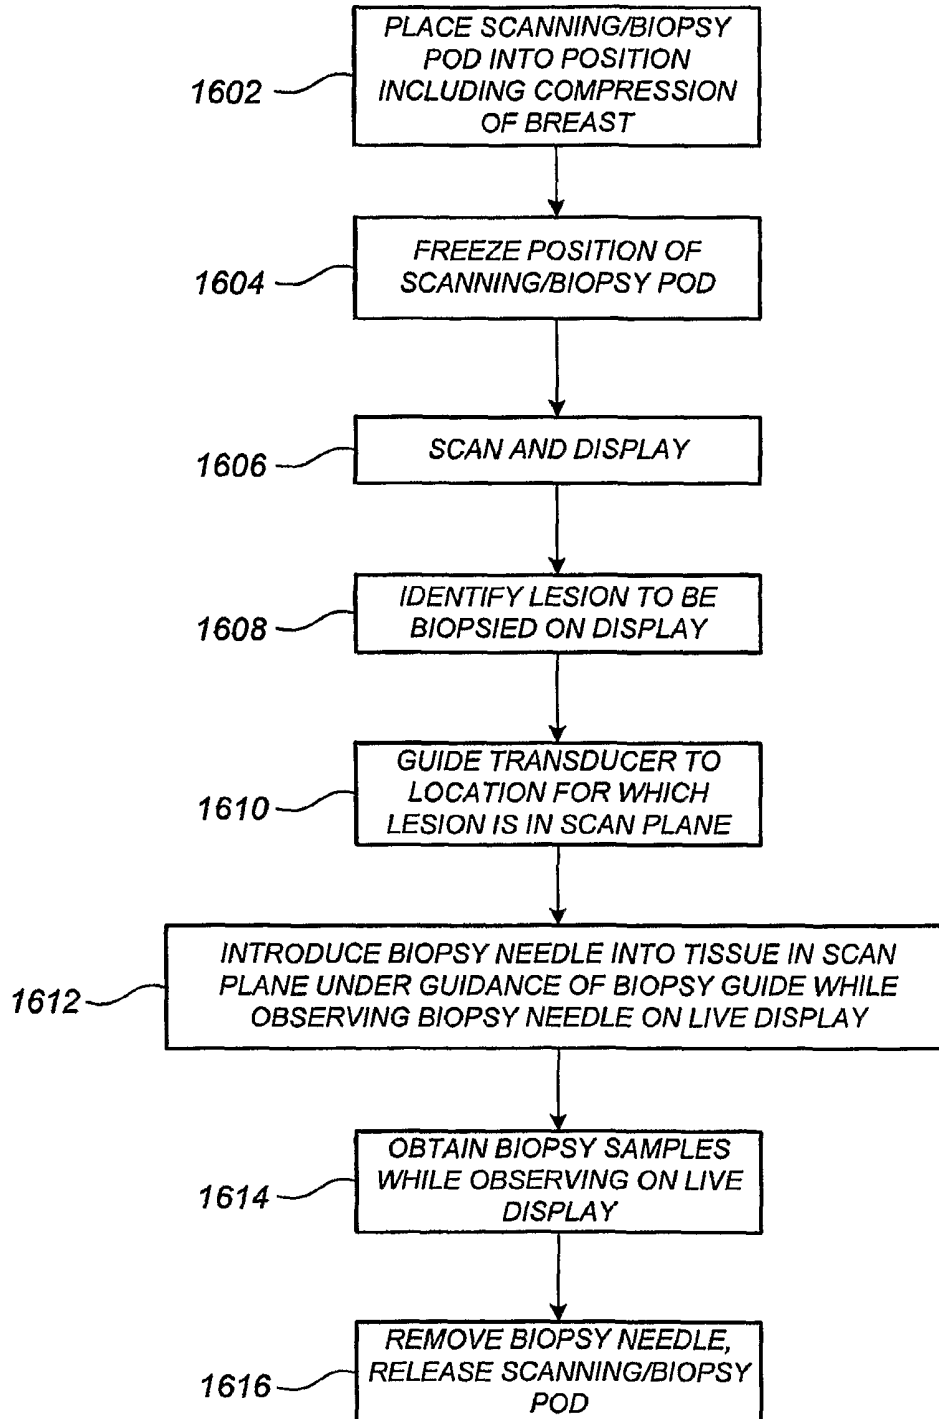 PLACE SCANNING/BIOPSY
POD INTO POSITION
INCLUDING COMPRESSION
OF BREAST
1602
FREEZE POSITION OF
SCANNING/BIOPSY POD
1604
SCAN AND DISPLAY
1606
IDENTIFY LESION TO BE
BIOPSIED ON DISPLAY
1608
GUIDE TRANSDUCER TO
LOCATION FOR WHICH
LESION IS IN SCAN PLANE
1610
INTRODUCE BIOPSY NEEDLE INTO TISSUE IN SCAN
PLANE UNDER GUIDANCE OF BIOPSY GUIDE WHILE
OBSERVING BIOPSY NEEDLE ON LIVE DISPLAY
1612
OBTAIN BIOPSY SAMPLES
WHILE OBSERVING ON LIVE
DISPLAY
1614
REMOVE BIOPSY NEEDLE,
RELEASE SCANNING/BIOPSY
POD
1616